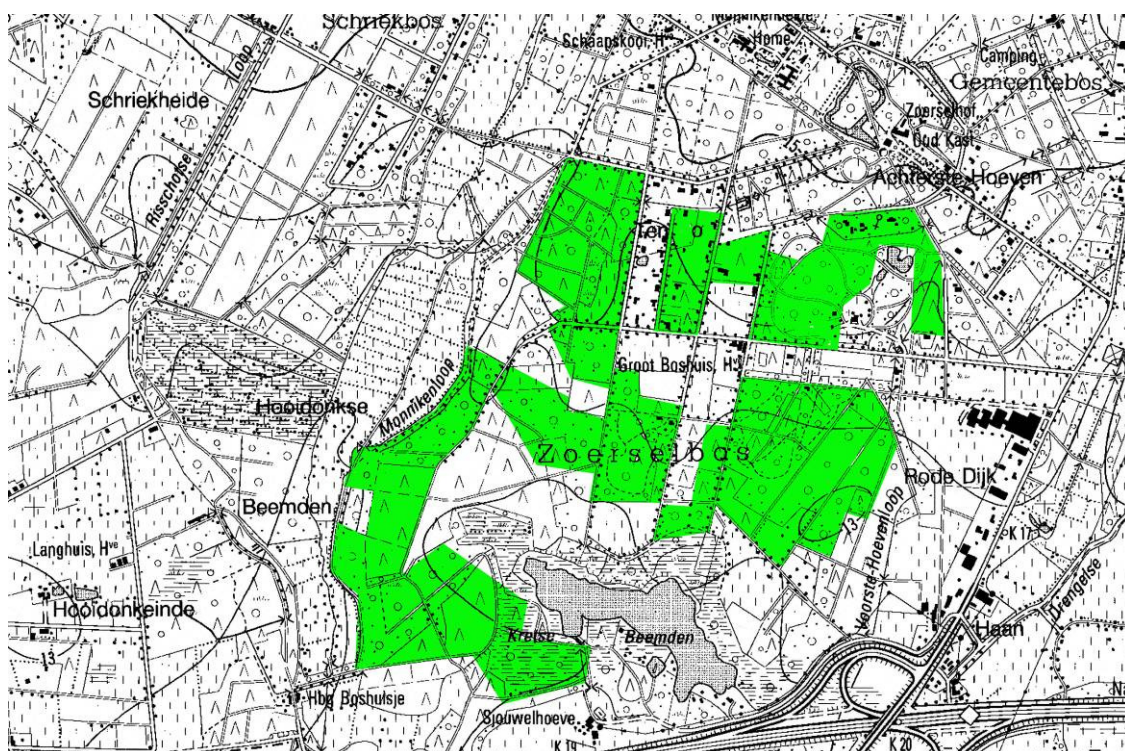 Schriekbos
Monnikenheide
Schaapskooi, H
Home
Camping
Gemeentebos
Schriekheide
Loop
Risschotse
Zoerselhof
Oud Kast
15
Achterste Hoeven
Groot Boshuis, H
Monnikenloop
Hooidonkse
Zoerselbos
Rode Dijk
Beemden
13
K 17
Langhuis, Hve
Voorste Hoevenloop
Drengelse
Hooidonkeinde
Haan
Kretse
Beemden
13
Hbg Boshuisje
Sjouwelhoeve
K 19
K 20